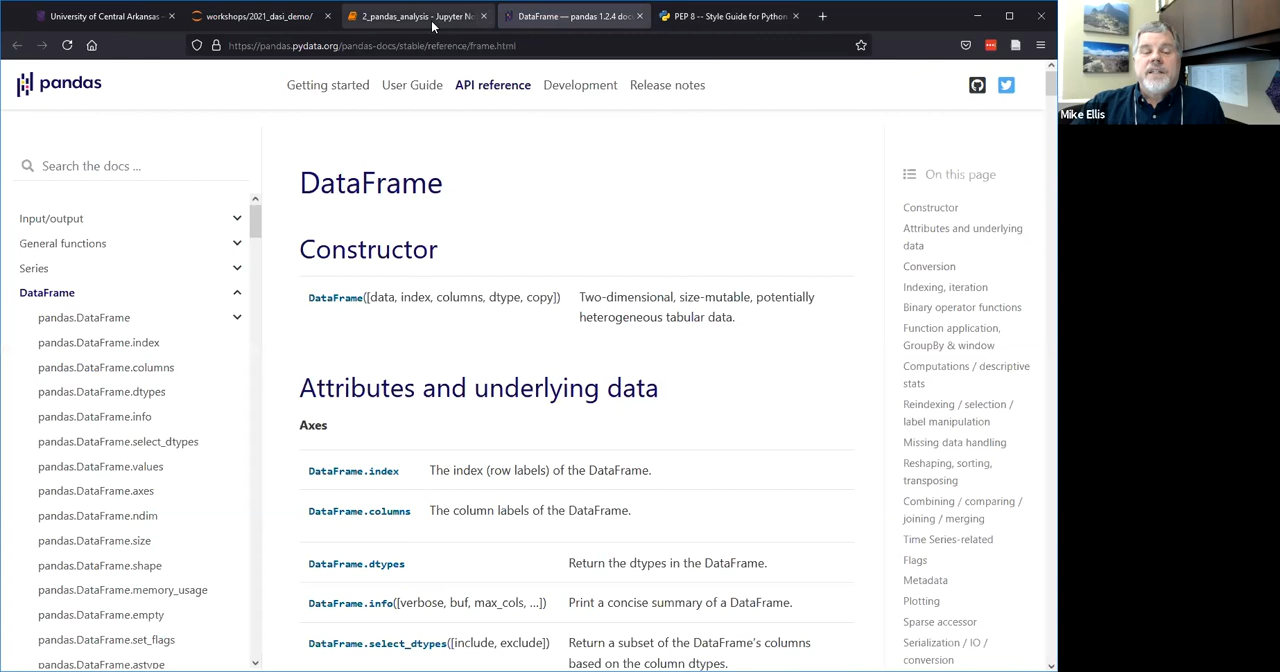 University of Central Arkansas
workshops/2021_dasi_demo/
2_pandas_analysis - Jupyter No
DataFrame — pandas 1.2.4 doc
PEP 8 -- Style Guide for Python
https://pandas.pydata.org/pandas-docs/stable/reference/frame.html
Mike Ellis
pandas
Getting started
User Guide
API reference
Development
Release notes
Search the docs ...
Input/output
General functions
Series
DataFrame
pandas.DataFrame
pandas.DataFrame.index
pandas.DataFrame.columns
pandas.DataFrame.dtypes
pandas.DataFrame.info
pandas.DataFrame.select_dtypes
pandas.DataFrame.values
pandas.DataFrame.axes
pandas.DataFrame.ndim
pandas.DataFrame.size
pandas.DataFrame.shape
pandas.DataFrame.memory_usage
pandas.DataFrame.empty
pandas.DataFrame.set_flags
pandas.DataFrame.astype
DataFrame
Constructor
DataFrame([data, index, columns, dtype, copy])
Two-dimensional, size-mutable, potentially
heterogeneous tabular data.
Attributes and underlying data
Axes
DataFrame.index
The index (row labels) of the DataFrame.
DataFrame.columns
The column labels of the DataFrame.
DataFrame.dtypes
Return the dtypes in the DataFrame.
DataFrame.info([verbose, buf, max_cols, ...])
Print a concise summary of a DataFrame.
DataFrame.select_dtypes([include, exclude])
Return a subset of the DataFrame's columns
based on the column dtypes.
On this page
Constructor
Attributes and underlying
data
Conversion
Indexing, iteration
Binary operator functions
Function application,
GroupBy & window
Computations / descriptive
stats
Reindexing / selection /
label manipulation
Missing data handling
Reshaping, sorting,
transposing
Combining / comparing /
joining / merging
Time Series-related
Flags
Metadata
Plotting
Sparse accessor
Serialization / IO /
conversion